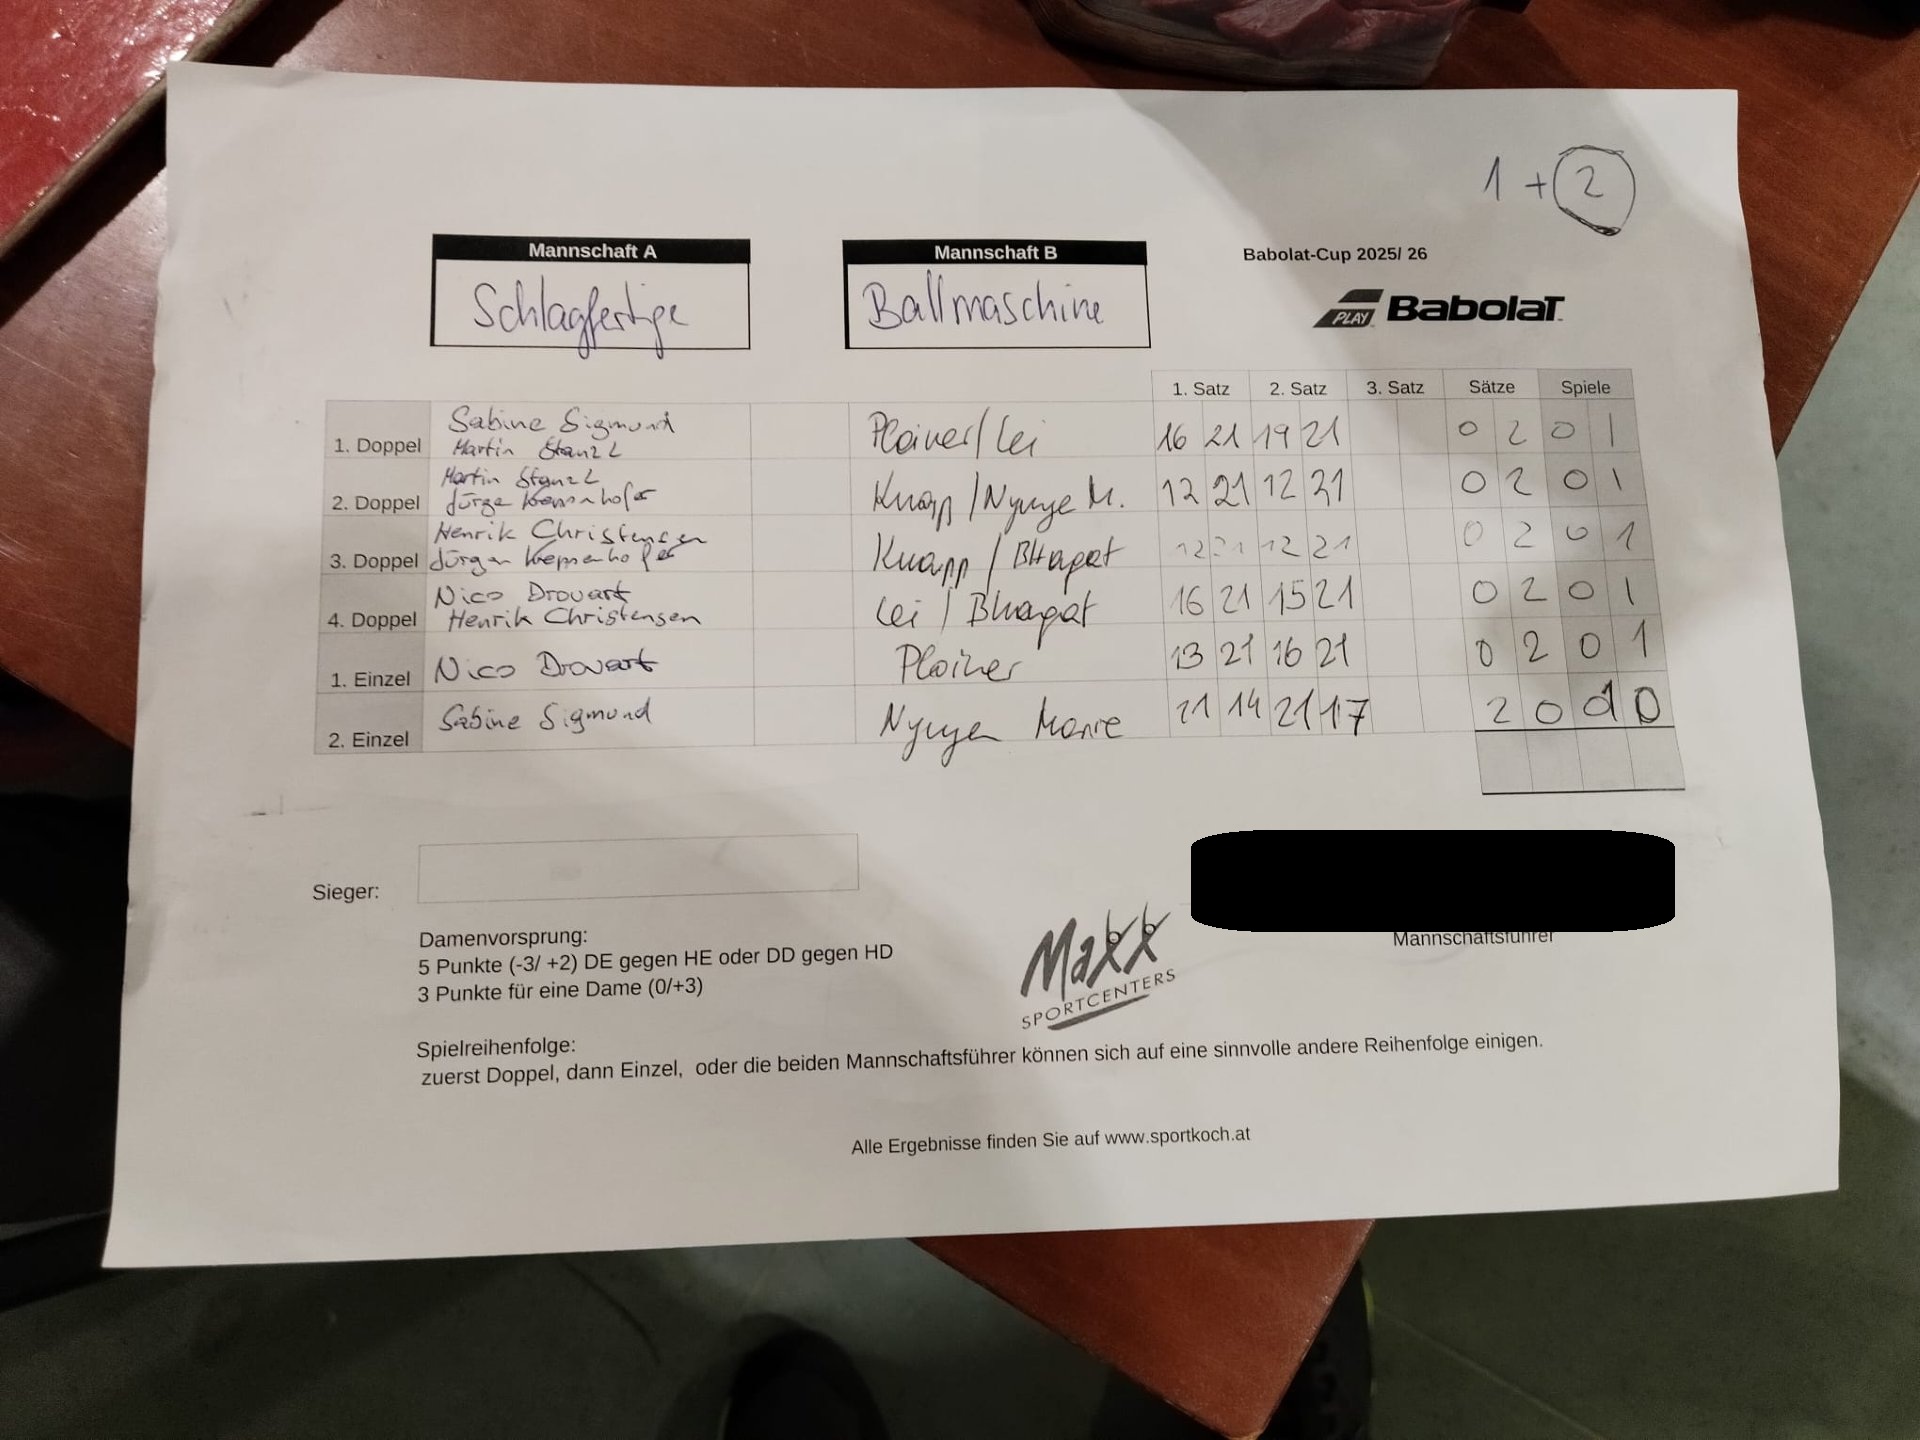 1 + 2
Mannschaft A
Mannschaft B
Babolat-Cup 2025/ 26
Schlagfertige
Ballmaschine
PLAY BabolaT
1. Satz 2. Satz 3. Satz Sätze Spiele
Sabine Sigmund
Martin Stanzl
1. Doppel Plainer/Lei 16 21 19 21 0 2 0 1
Martin Stanzl
2. Doppel Knapp / M. 12 21 12 21 0 2 0 1
Henrik Christensen
3. Doppel Jürgen Knapp / Bhagat 12 21 12 21 0 2 0 1
Nico Drouart
Henrik Christensen
4. Doppel Lei / Bhagat 16 21 15 21 0 2 0 1
1. Einzel Nico Drouart Plainer 13 21 16 21 0 2 0 1
2. Einzel Sabine Sigmund 21 14 21 17 2 0 0
Sieger:
Mannschaftsführer
Damenvorsprung:
5 Punkte (-3/ +2) DE gegen HE oder DD gegen HD
3 Punkte für eine Dame (0/+3)
Maxx
SPORTCENTERS
Spielreihenfolge:
zuerst Doppel, dann Einzel, oder die beiden Mannschaftsführer können sich auf eine sinnvolle andere Reihenfolge einigen.
Alle Ergebnisse finden Sie auf www.sportkoch.at